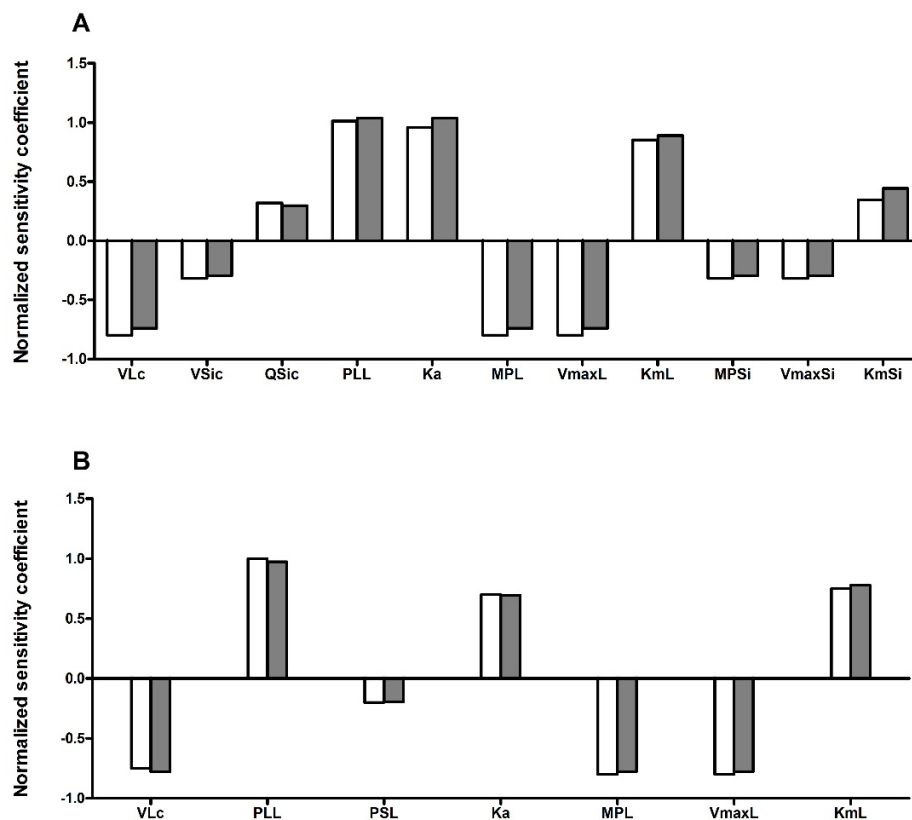 A
Normalized sensitivity coefficient
1.5
1.0
0.5
0.0
-0.5
-1.0
VLc VSic QSic PLL Ka MPL VmaxL KmL MPSi VmaxSi KmSi
B
Normalized sensitivity coefficient
1.5
1.0
0.5
0.0
-0.5
-1.0
VLc PLL PSL Ka MPL VmaxL KmL